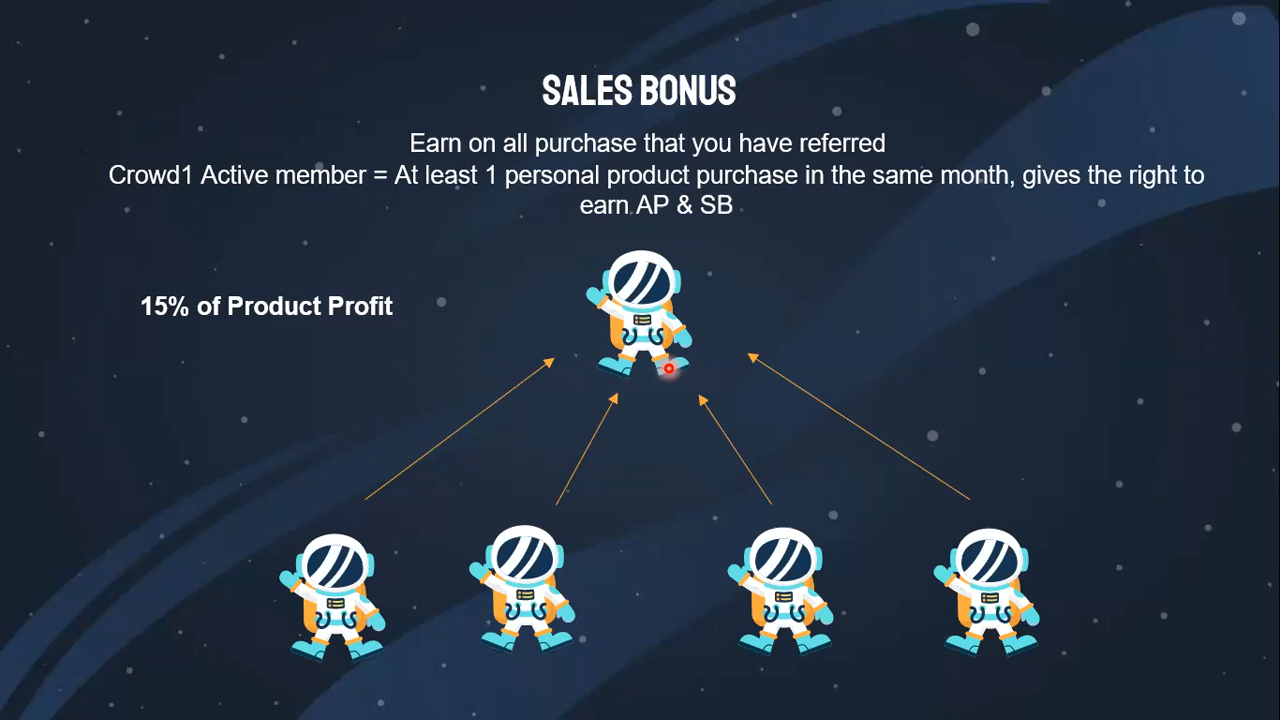 SALES BONUS
Earn on all purchase that you have referred
Crowd1 Active member = At least 1 personal product purchase in the same month, gives the right to
earn AP & SB
15% of Product Profit